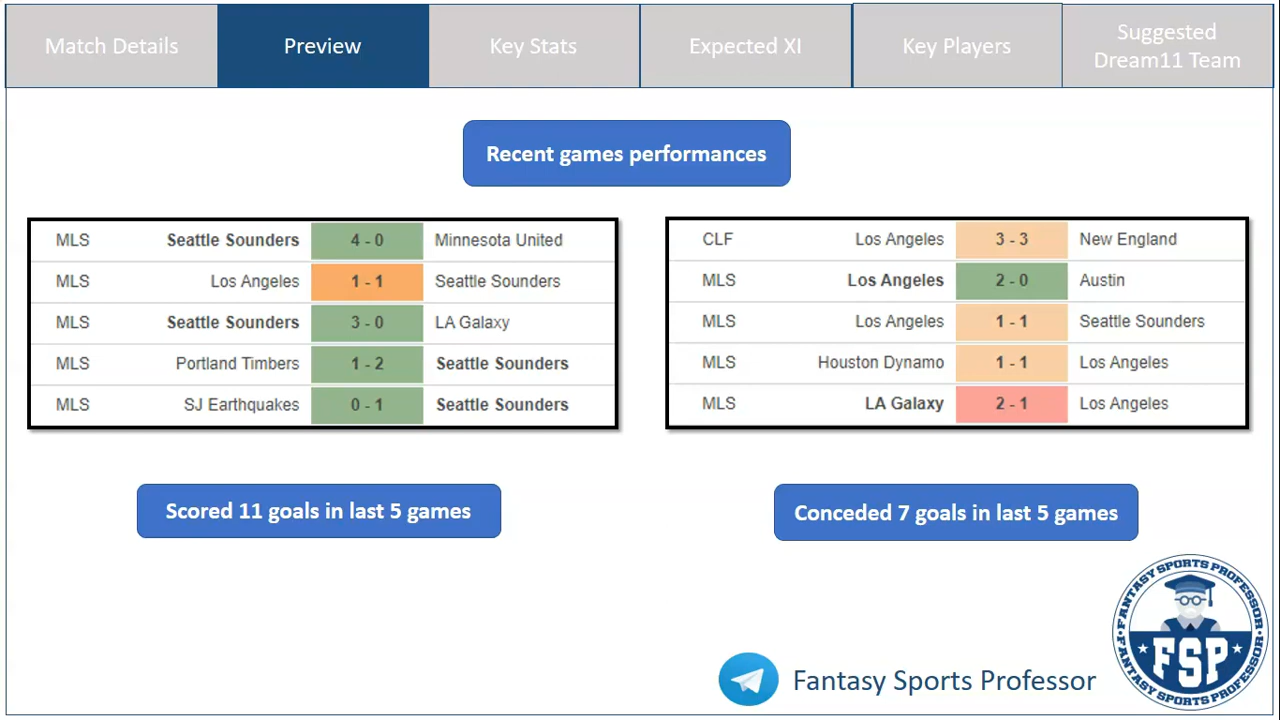 Match Details
Preview
Key Stats
Expected XI
Key Players
Suggested
Dream11 Team
Recent games performances
MLS Seattle Sounders 4 - 0 Minnesota United
MLS Los Angeles 1 - 1 Seattle Sounders
MLS Seattle Sounders 3 - 0 LA Galaxy
MLS Portland Timbers 1 - 2 Seattle Sounders
MLS SJ Earthquakes 0 - 1 Seattle Sounders
CLF Los Angeles 3 - 3 New England
MLS Los Angeles 2 - 0 Austin
MLS Los Angeles 1 - 1 Seattle Sounders
MLS Houston Dynamo 1 - 1 Los Angeles
MLS LA Galaxy 2 - 1 Los Angeles
Scored 11 goals in last 5 games
Conceded 7 goals in last 5 games
Fantasy Sports Professor
FANTASY SPORTS PROFESSOR
FSP
FANTASY SPORTS PROFESSOR